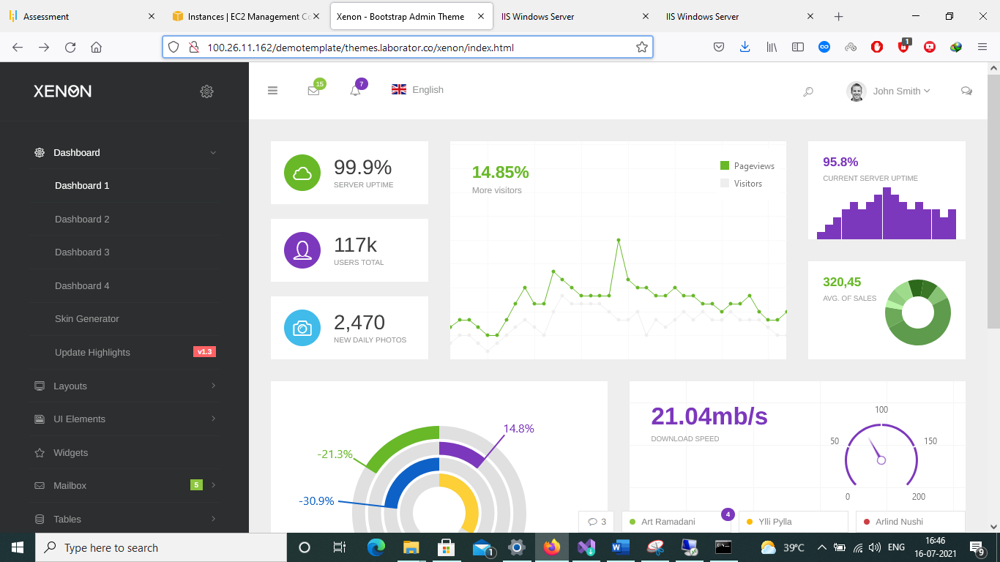 Assessment
Instances | EC2 Management Co
Xenon - Bootstrap Admin Theme
IIS Windows Server
IIS Windows Server
100.26.11.162/demotemplate/themes.laborator.co/xenon/index.html
1
XENON
15
7
English
John Smith
Dashboard
Dashboard 1
Dashboard 2
Dashboard 3
Dashboard 4
Skin Generator
Update Highlights
v1.3
Layouts
UI Elements
Widgets
Mailbox
5
Tables
99.9%
SERVER UPTIME
117k
USERS TOTAL
2,470
NEW DAILY PHOTOS
14.85%
More visitors
Pageviews
Visitors
95.8%
CURRENT SERVER UPTIME
320,45
AVG. OF SALES
-21.3%
14.8%
-30.9%
21.04mb/s
DOWNLOAD SPEED
100
50
150
0
200
3
Art Ramadani
4
Ylli Pylla
Arlind Nushi
Type here to search
1
39°C
ENG
16:46
16-07-2021
9